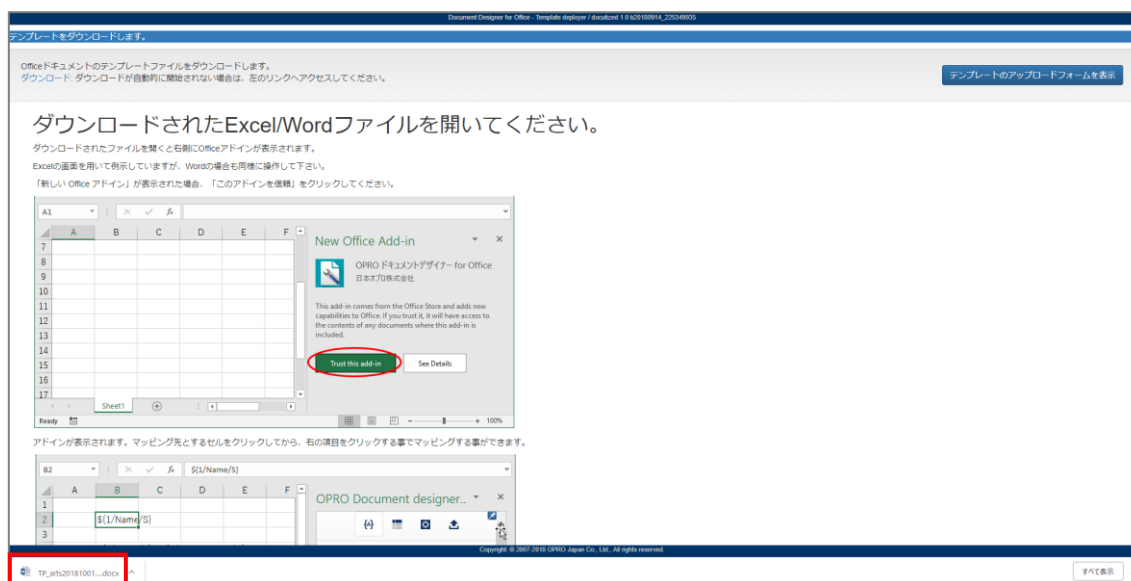 Document Designer for Office - Template deployer / docutized 1.0 b20180914_225349935
テンプレートをダウンロードします。
Officeドキュメントのテンプレートファイルをダウンロードします。
ダウンロード: ダウンロードが自動的に開始されない場合は、左のリンクへアクセスしてください。
テンプレートのアップロードフォームを表示
ダウンロードされたExcel/Wordファイルを開いてください。
ダウンロードされたファイルを開くと右側にOfficeアドインが表示されます。
Excelの画面を用いて例示していますが、Wordの場合も同様に操作して下さい。
「新しい Office アドイン」が表示された場合、「このアドインを信頼」をクリックしてください。
A1
fx
A B C D E F
7
8
9
10
11
12
13
14
15
16
17
New Office Add-in
OPRO ドキュメントデザイナー for Office
日本オプロ株式会社
This add-in comes from the Office Store and adds new
capabilities to Office. If you trust it, it will have access to
the contents of any documents where this add-in is
included.
Trust this add-in
See Details
Sheet1
Ready
100%
アドインが表示されます。マッピング先とするセルをクリックしてから、右の項目をクリックする事でマッピングする事ができます。
B2
fx
${1/Name/S}
A B C D E F
1
2
${1/Name/S}
3
OPRO Document designer..
Copyright © 2007-2018 OPRO Japan Co., Ltd., All rights reserved.
TP_arts20181001....docx
すべて表示